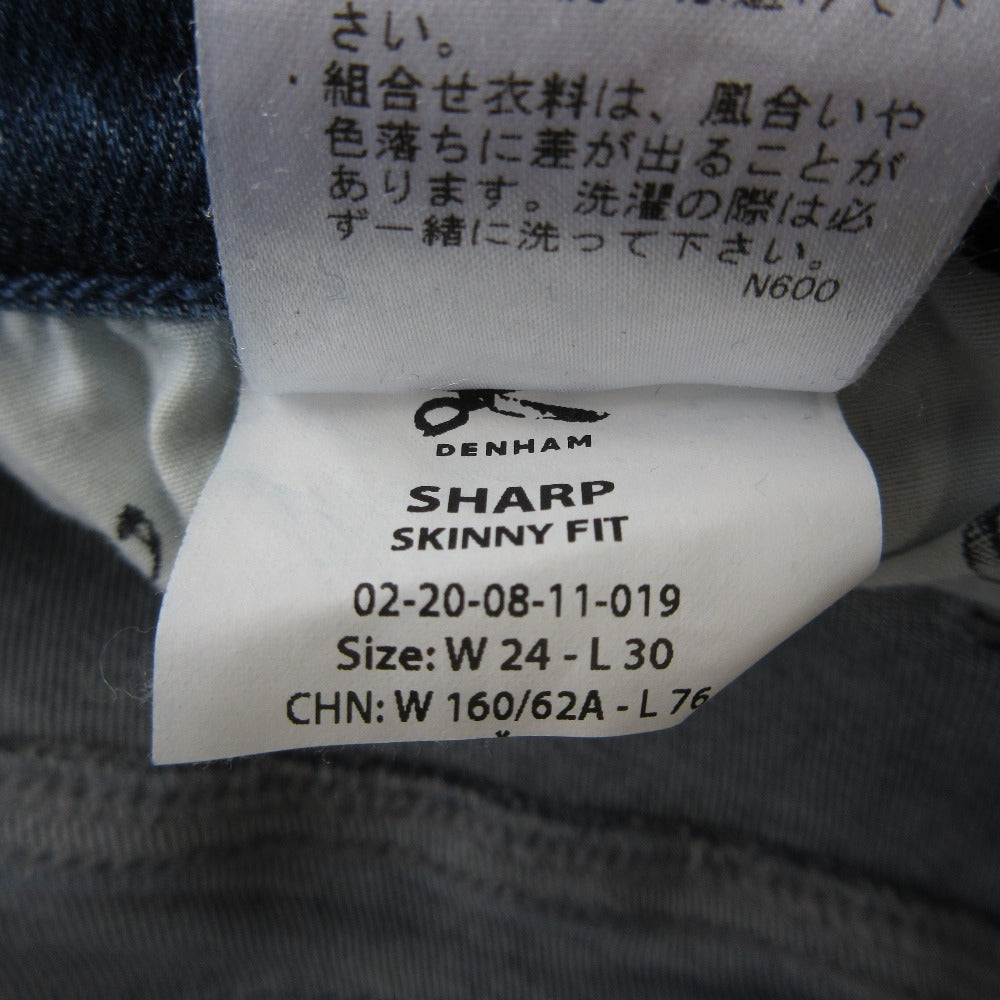 さい。
・組合せ衣料は、風合いや
色落ちに差が出ることが
あります。洗濯の際は必
ず一緒に洗って下さい。
N600
DENHAM
SHARP
SKINNY FIT
02-20-08-11-019
Size: W 24 - L 30
CHN: W 160/62A - L 76